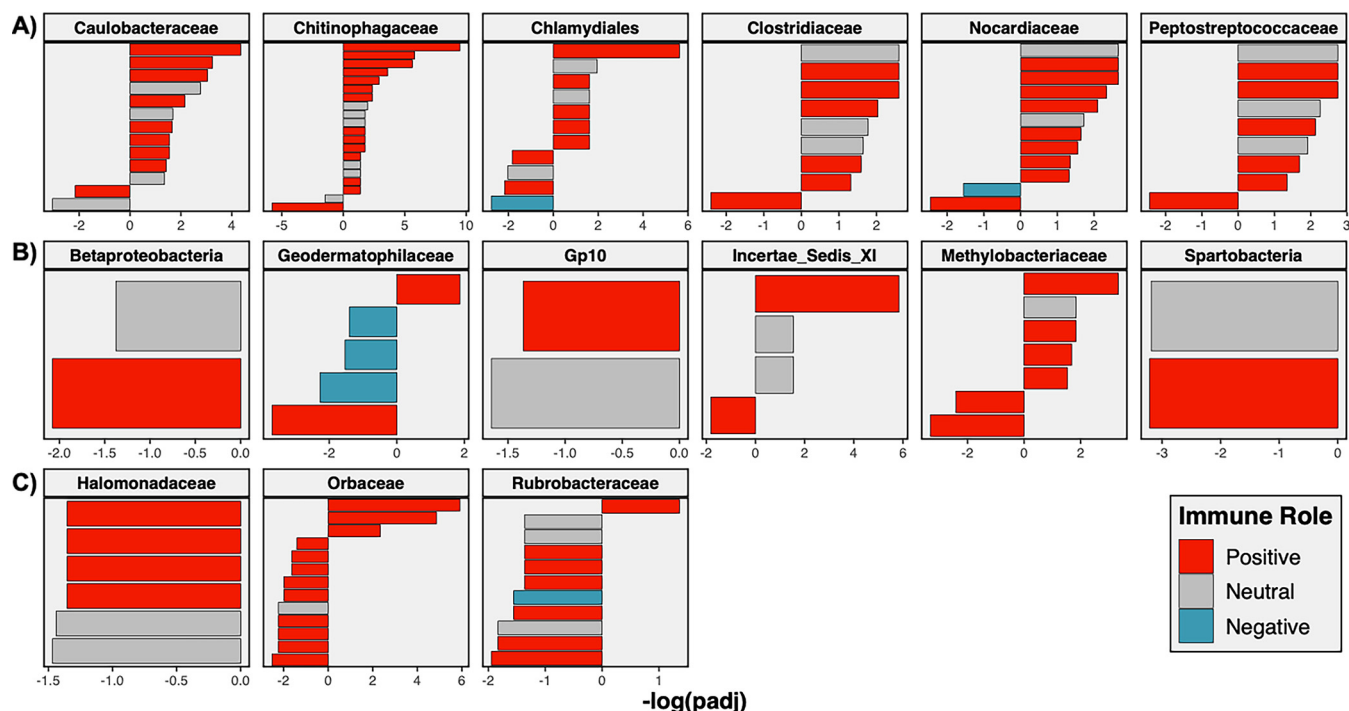 A)
Caulobacteraceae
Chitinophagaceae
Chlamydiales
Clostridiaceae
Nocardiaceae
Peptostreptococcaceae
-2 0 2 4
-5 0 5 10
-2 0 2 4 6
-2 -1 0 1 2
-2 -1 0 1 2
-2 -1 0 1 2 3
B)
Betaproteobacteria
Geodermatophilaceae
Gp10
Incertae_Sedis_XI
Methylobacteriaceae
Spartobacteria
-2.0 -1.5 -1.0 -0.5 0.0
-2 0 2
-1.5 -1.0 -0.5 0.0
-2 0 2 4 6
-2 0 2
-3 -2 -1 0
C)
Halomonadaceae
Orbaceae
Rubrobacteraceae
-1.5 -1.0 -0.5 0.0
-2 0 2 4 6
-2 -1 0 1
-log(padj)
Immune Role
Positive
Neutral
Negative